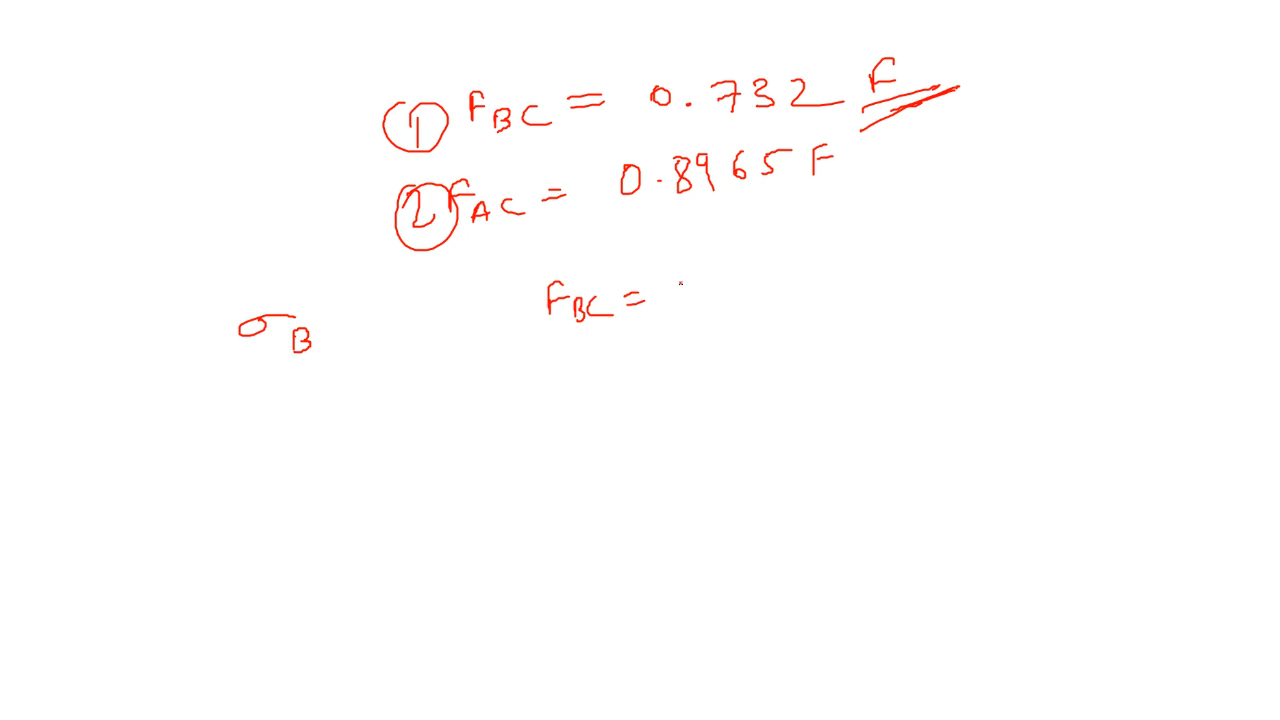 ① F_BC = 0.732 F
② F_AC = 0.8965 F
F_BC =
σ_B